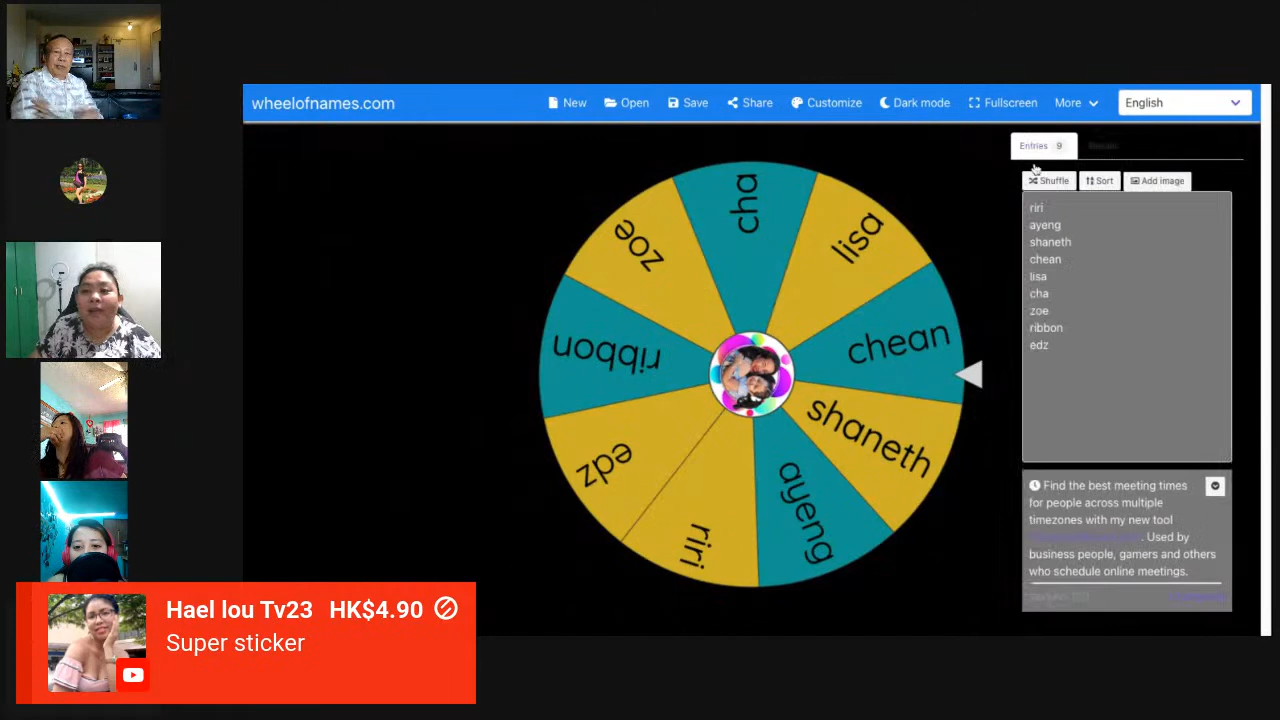 wheelofnames.com
New
Open
Save
Share
Customize
Dark mode
Fullscreen
More
English
Entries 9
Shuffle
Sort
Add image
riri
ayeng
shaneth
chean
lisa
cha
zoe
ribbon
edz
cha
lisa
chean
shaneth
ayeng
riri
edz
ribbon
zoe
Find the best meeting times
for people across multiple
timezones with my new tool
. Used by
business people, gamers and others
who schedule online meetings.
Hael lou Tv23 HK$4.90
Super sticker